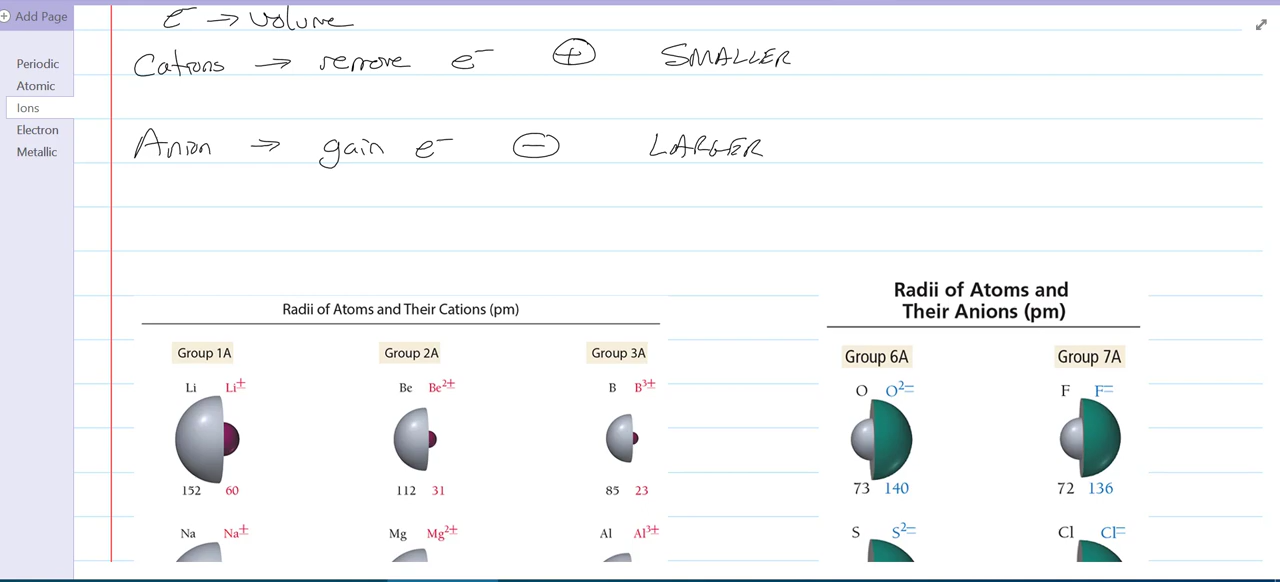 Add Page
Periodic
Atomic
Ions
Electron
Metallic
e⁻ → volume
Cations → remove e⁻ ⊕ SMALLER
Anion → gain e⁻ ⊖ LARGER
Radii of Atoms and Their Cations (pm)
Group 1A Group 2A Group 3A
Li Li⁺ Be Be²⁺ B B³⁺
152 60 112 31 85 23
Na Na⁺ Mg Mg²⁺ Al Al³⁺
Radii of Atoms and
Their Anions (pm)
Group 6A Group 7A
O O²⁻ F F⁻
73 140 72 136
S S²⁻ Cl Cl⁻